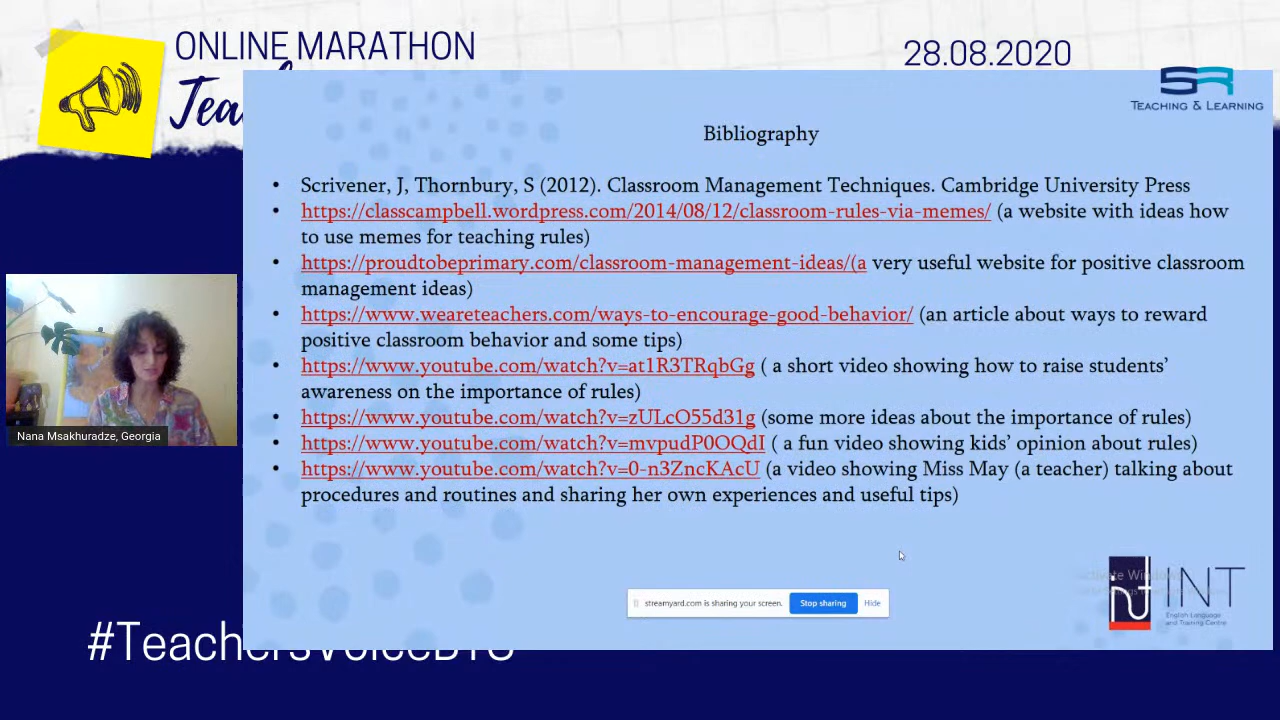 ONLINE MARATHON
28.08.2020
Tea
TEACHING & LEARNING
Bibliography
• Scrivener, J, Thornbury, S (2012). Classroom Management Techniques. Cambridge University Press
• https://classcampbell.wordpress.com/2014/08/12/classroom-rules-via-memes/ (a website with ideas how
to use memes for teaching rules)
• https://proudtobeprimary.com/classroom-management-ideas/(a very useful website for positive classroom
management ideas)
• https://www.weareteachers.com/ways-to-encourage-good-behavior/ (an article about ways to reward
positive classroom behavior and some tips)
• https://www.youtube.com/watch?v=at1R3TRqbGg ( a short video showing how to raise students’
awareness on the importance of rules)
• https://www.youtube.com/watch?v=zULcO55d31g (some more ideas about the importance of rules)
• https://www.youtube.com/watch?v=mvpudP0OQdI ( a fun video showing kids’ opinion about rules)
• https://www.youtube.com/watch?v=0-n3ZncKAcU (a video showing Miss May (a teacher) talking about
procedures and routines and sharing her own experiences and useful tips)
Nana Msakhuradze, Georgia
streamyard.com is sharing your screen. Stop sharing Hide
INT
English Language
and Training Centre
#TeachersVoiceBTS